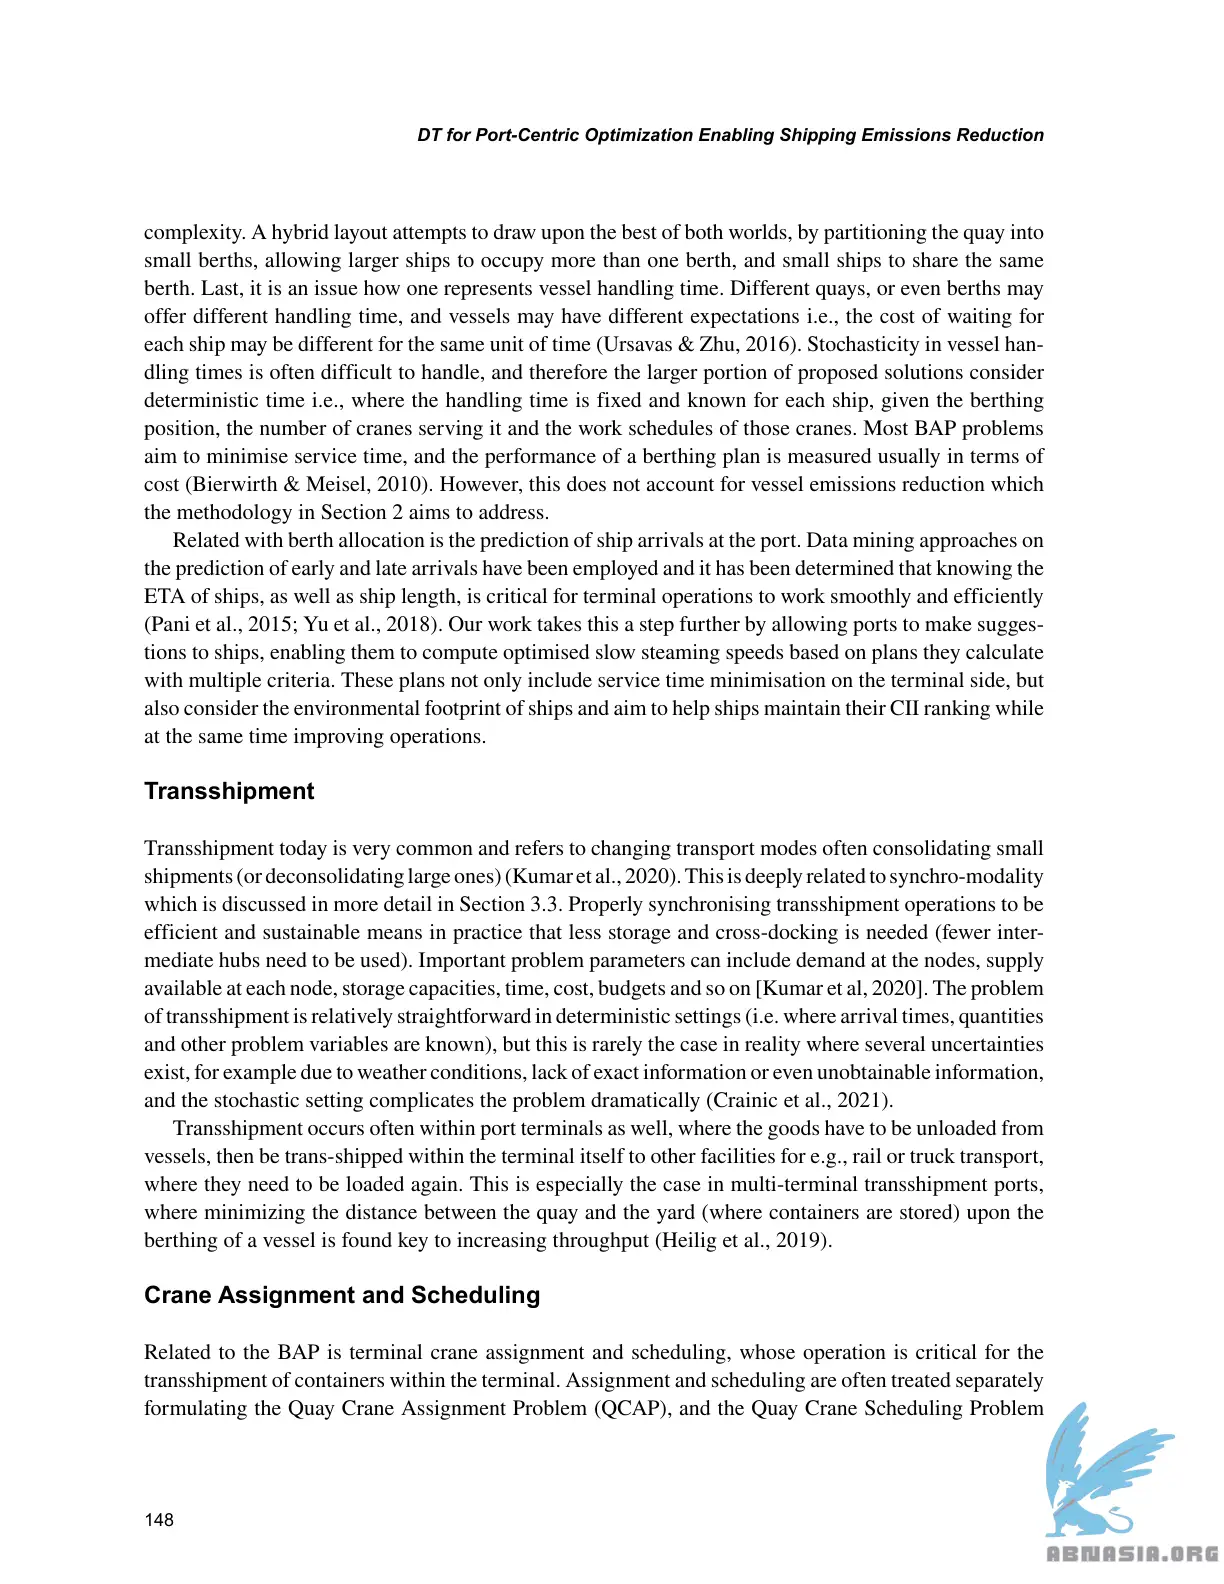 DT for Port-Centric Optimization Enabling Shipping Emissions Reduction
complexity. A hybrid layout attempts to draw upon the best of both worlds, by partitioning the quay into
small berths, allowing larger ships to occupy more than one berth, and small ships to share the same
berth. Last, it is an issue how one represents vessel handling time. Different quays, or even berths may
offer different handling time, and vessels may have different expectations i.e., the cost of waiting for
each ship may be different for the same unit of time (Ursavas & Zhu, 2016). Stochasticity in vessel han-
dling times is often difficult to handle, and therefore the larger portion of proposed solutions consider
deterministic time i.e., where the handling time is fixed and known for each ship, given the berthing
position, the number of cranes serving it and the work schedules of those cranes. Most BAP problems
aim to minimise service time, and the performance of a berthing plan is measured usually in terms of
cost (Bierwirth & Meisel, 2010). However, this does not account for vessel emissions reduction which
the methodology in Section 2 aims to address.
Related with berth allocation is the prediction of ship arrivals at the port. Data mining approaches on
the prediction of early and late arrivals have been employed and it has been determined that knowing the
ETA of ships, as well as ship length, is critical for terminal operations to work smoothly and efficiently
(Pani et al., 2015; Yu et al., 2018). Our work takes this a step further by allowing ports to make sugges-
tions to ships, enabling them to compute optimised slow steaming speeds based on plans they calculate
with multiple criteria. These plans not only include service time minimisation on the terminal side, but
also consider the environmental footprint of ships and aim to help ships maintain their CII ranking while
at the same time improving operations.
Transshipment
Transshipment today is very common and refers to changing transport modes often consolidating small
shipments (or deconsolidating large ones) (Kumar et al., 2020). This is deeply related to synchro-modality
which is discussed in more detail in Section 3.3. Properly synchronising transshipment operations to be
efficient and sustainable means in practice that less storage and cross-docking is needed (fewer inter-
mediate hubs need to be used). Important problem parameters can include demand at the nodes, supply
available at each node, storage capacities, time, cost, budgets and so on [Kumar et al, 2020]. The problem
of transshipment is relatively straightforward in deterministic settings (i.e. where arrival times, quantities
and other problem variables are known), but this is rarely the case in reality where several uncertainties
exist, for example due to weather conditions, lack of exact information or even unobtainable information,
and the stochastic setting complicates the problem dramatically (Crainic et al., 2021).
Transshipment occurs often within port terminals as well, where the goods have to be unloaded from
vessels, then be trans-shipped within the terminal itself to other facilities for e.g., rail or truck transport,
where they need to be loaded again. This is especially the case in multi-terminal transshipment ports,
where minimizing the distance between the quay and the yard (where containers are stored) upon the
berthing of a vessel is found key to increasing throughput (Heilig et al., 2019).
Crane Assignment and Scheduling
Related to the BAP is terminal crane assignment and scheduling, whose operation is critical for the
transshipment of containers within the terminal. Assignment and scheduling are often treated separately
formulating the Quay Crane Assignment Problem (QCAP), and the Quay Crane Scheduling Problem
148
ABNASIA.ORG